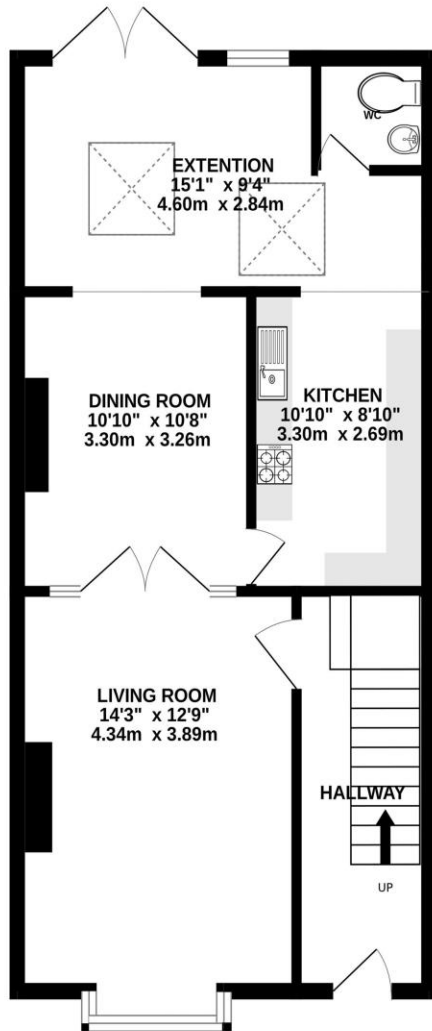 WC
EXTENTION
15'1" x 9'4"
4.60m x 2.84m
DINING ROOM
10'10" x 10'8"
3.30m x 3.26m
KITCHEN
10'10" x 8'10"
3.30m x 2.69m
LIVING ROOM
14'3" x 12'9"
4.34m x 3.89m
HALLWAY
UP